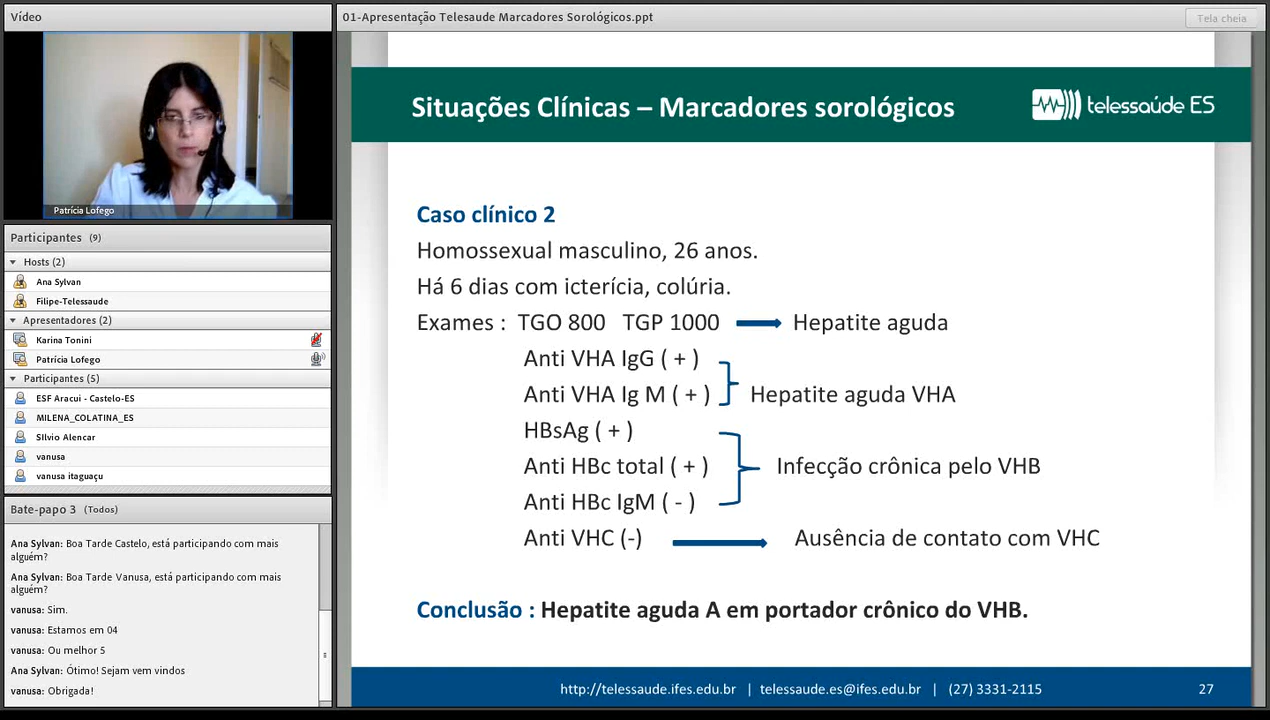 Vídeo
Patrícia Lofego
Participantes (9)
Hosts (2)
Ana Sylvan
Filipe-Telessaude
Apresentadores (2)
Karina Tonini
Patrícia Lofego
Participantes (5)
ESF Aracui - Castelo-ES
MILENA_COLATINA_ES
SIlvio Alencar
vanusa
vanusa itaguaçu
Bate-papo 3 (Todos)
Ana Sylvan: Boa Tarde Castelo, está participando com mais
alguém?
Ana Sylvan: Boa Tarde Vanusa, está participando com mais
alguém?
vanusa: Sim.
vanusa: Estamos em 04
vanusa: Ou melhor 5
Ana Sylvan: Ótimo! Sejam vem vindos
vanusa: Obrigada!
01-Apresentação Telesaude Marcadores Sorológicos.ppt
Tela cheia
Situações Clínicas – Marcadores sorológicos
telessaúde ES
Caso clínico 2
Homossexual masculino, 26 anos.
Há 6 dias com icterícia, colúria.
Exames : TGO 800 TGP 1000 Hepatite aguda
Anti VHA IgG ( + )
Anti VHA Ig M ( + ) Hepatite aguda VHA
HBsAg ( + )
Anti HBc total ( + ) Infecção crônica pelo VHB
Anti HBc IgM ( - )
Anti VHC (-) Ausência de contato com VHC
Conclusão : Hepatite aguda A em portador crônico do VHB.
http://telessaude.ifes.edu.br | telessaude.es@ifes.edu.br | (27) 3331-2115
27